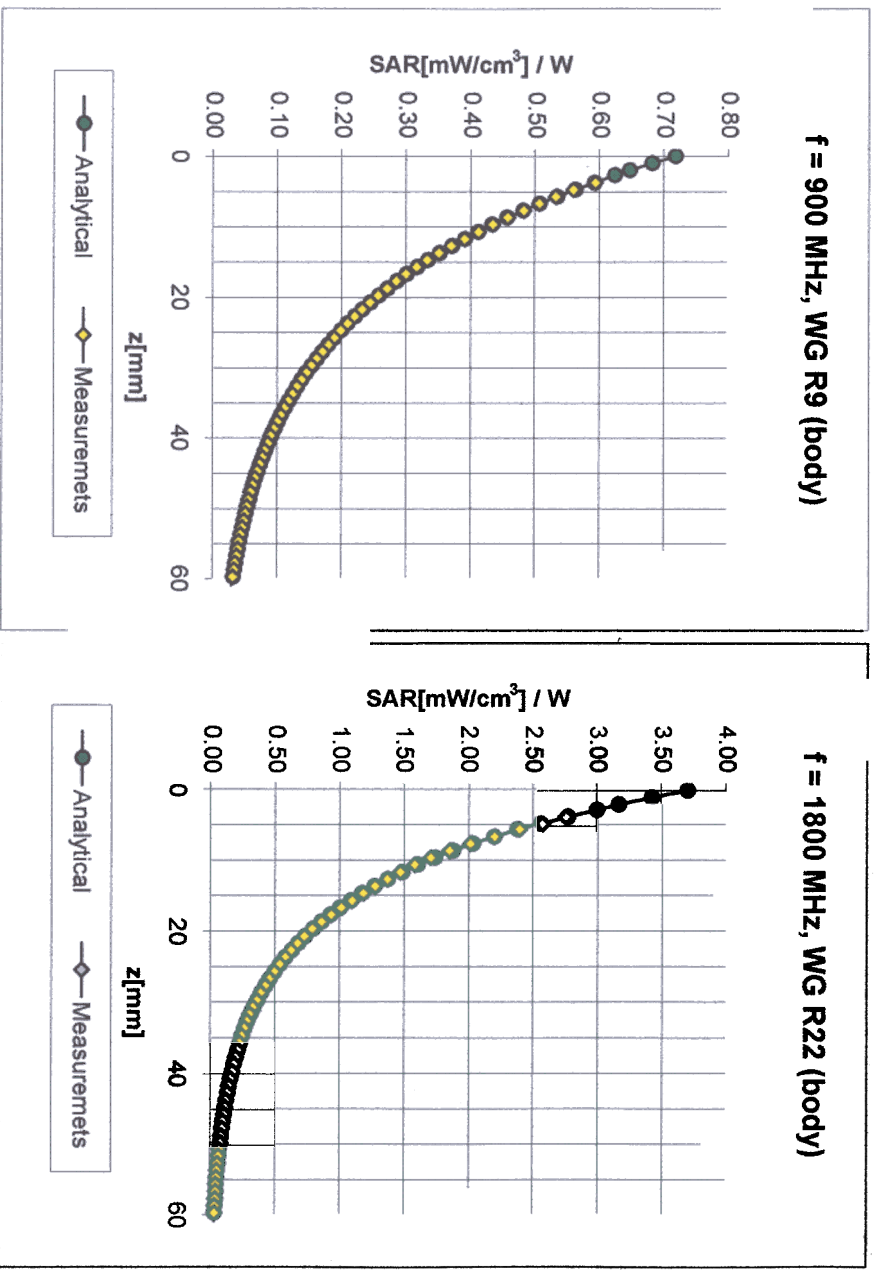 f = 900 MHz, WG R9 (body)
SAR[mW/cm³] / W
0.80
0.70
0.60
0.50
0.40
0.30
0.20
0.10
0.00
0
20
40
60
z[mm]
Analytical
Measuremets
f = 1800 MHz, WG R22 (body)
SAR[mW/cm³] / W
4.00
3.50
3.00
2.50
2.00
1.50
1.00
0.50
0.00
0
20
40
60
z[mm]
Analytical
Measuremets